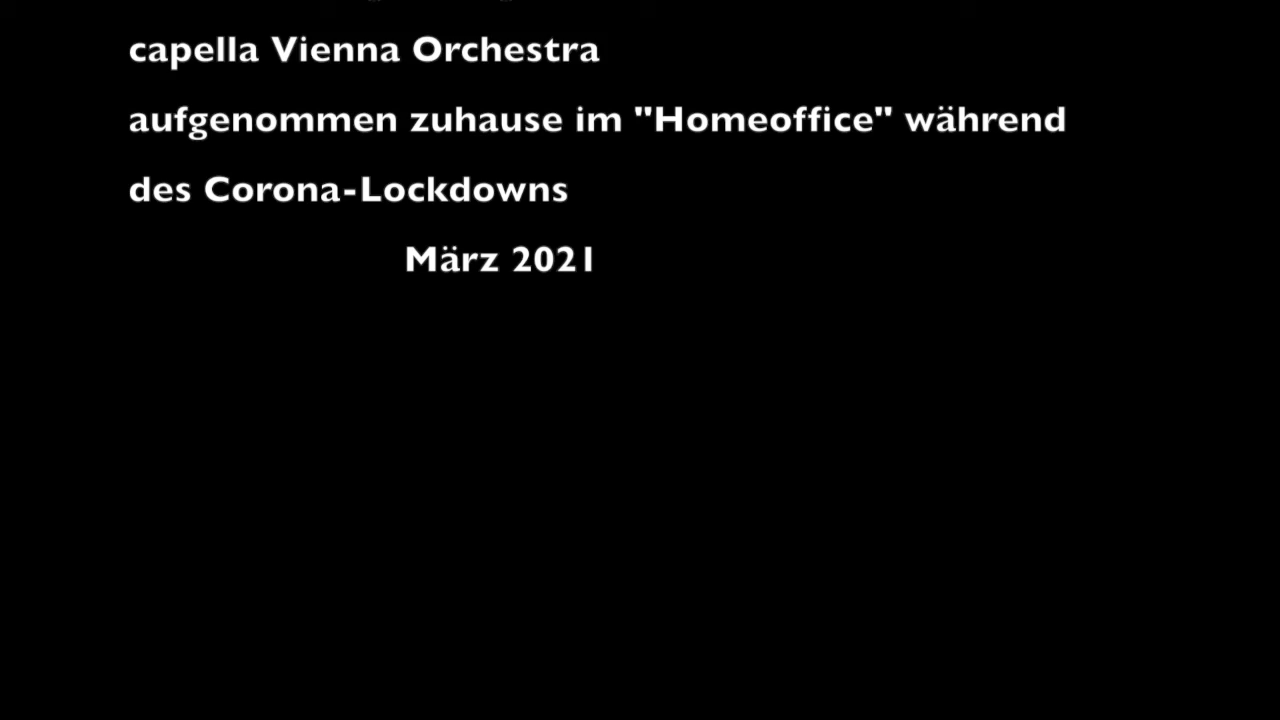 capella Vienna Orchestra
aufgenommen zuhause im "Homeoffice" während
des Corona-Lockdowns
März 2021